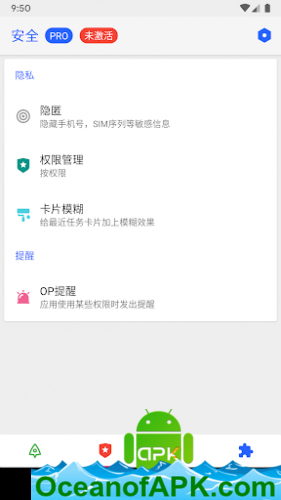 9:50
安全 PRO 未激活
隐私
隐匿
隐藏手机号，SIM序列等敏感信息
权限管理
按权限
卡片模糊
给最近任务卡片加上模糊效果
提醒
OP提醒
应用使用某些权限时发出提醒
APK
OceanofAPK.com